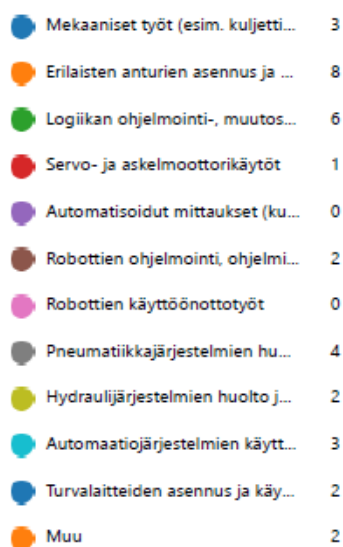 Mekaaniset työt (esim. kuljetti... 3
Erilaisten anturien asennus ja ... 8
Logiikan ohjelmointi-, muutos... 6
Servo- ja askelmoottorikäytöt 1
Automatisoidut mittaukset (ku... 0
Robottien ohjelmointi, ohjelmi... 2
Robottien käyttöönottotyöt 0
Pneumatiikkajärjestelmien hu... 4
Hydraulijärjestelmien huolto j... 2
Automaatiojärjestelmien käytt... 3
Turvalaitteiden asennus ja käy... 2
Muu 2